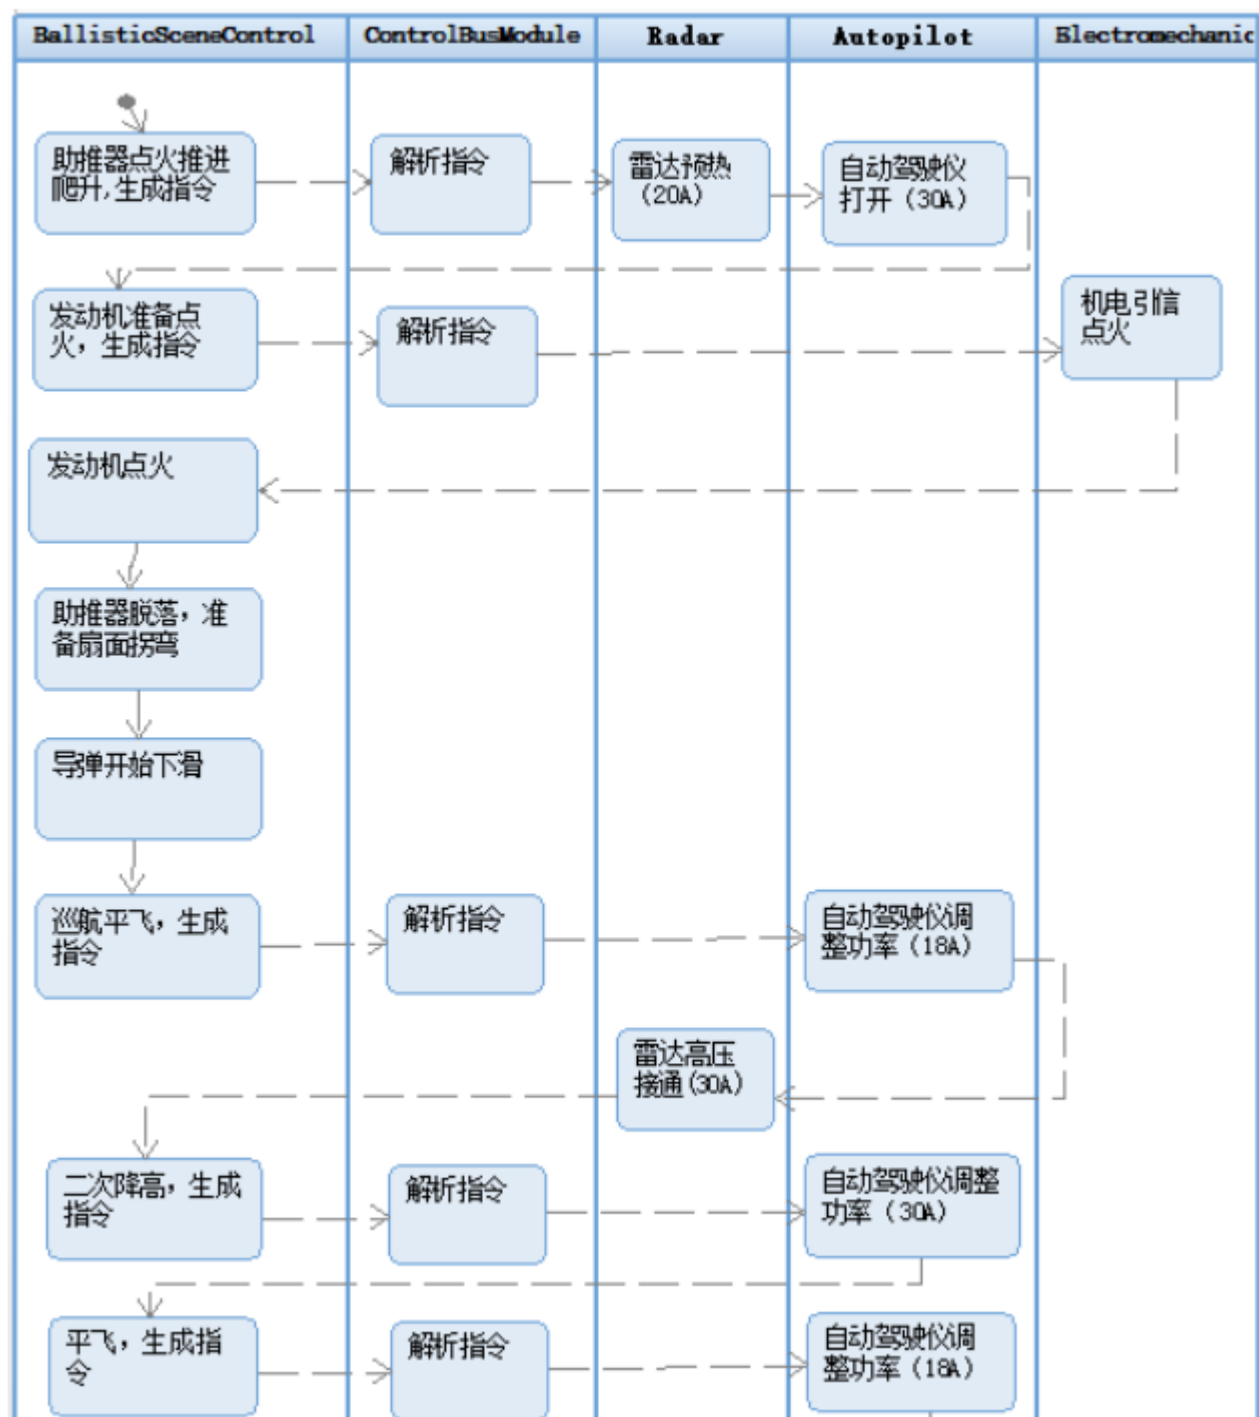 BallisticSceneControl
ControlBusModule
Radar
Autopilot
Electromechanic
助推器点火推进
爬升,生成指令
解析指令
雷达预热
(20A)
自动驾驶仪
打开 (30A)
发动机准备点
火，生成指令
解析指令
机电引信
点火
发动机点火
助推器脱落，准
备扇面拐弯
导弹开始下滑
巡航平飞，生成
指令
解析指令
自动驾驶仪调
整功率 (18A)
雷达高压
接通(30A)
二次降高，生成
指令
解析指令
自动驾驶仪调整
功率 (30A)
平飞，生成指
令
解析指令
自动驾驶仪调
整功率 (18A)